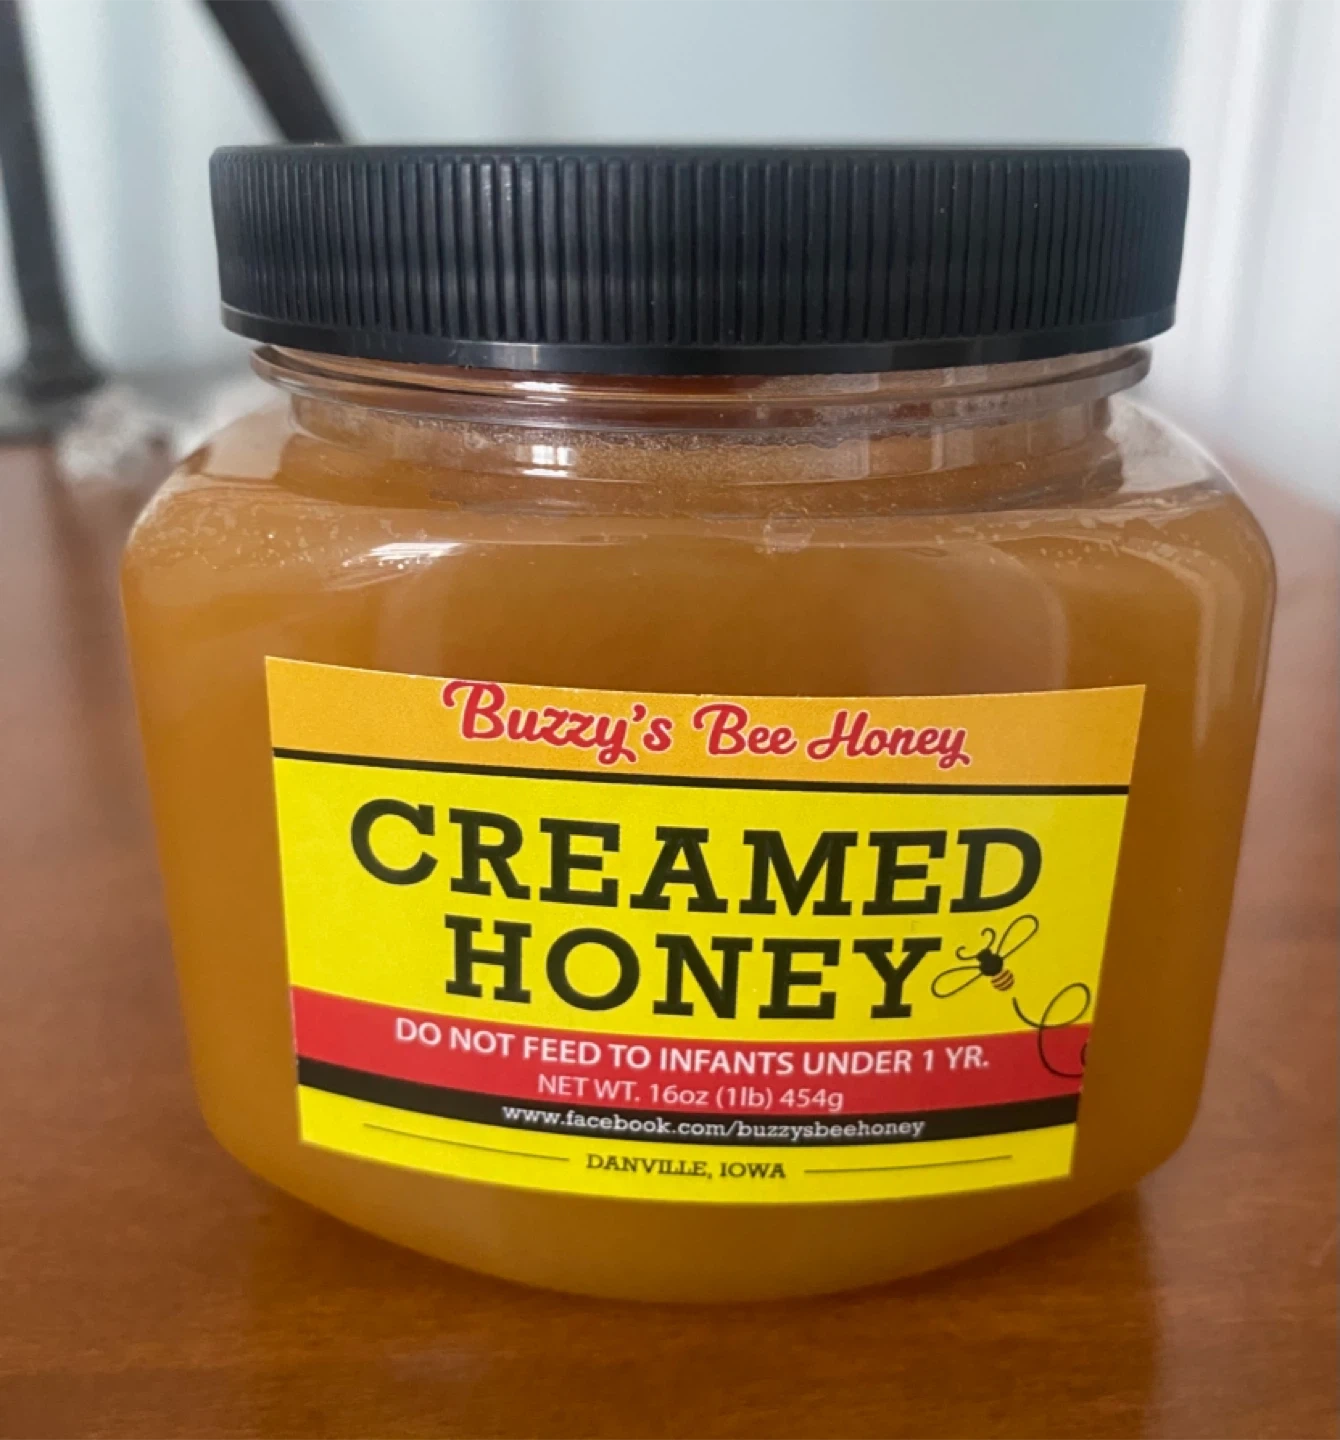 Buzzy's Bee Honey
CREAMED
HONEY
DO NOT FEED TO INFANTS UNDER 1 YR.
NET WT. 16oz (1lb) 454g
www.facebook.com/buzzysbeehoney
DANVILLE, IOWA